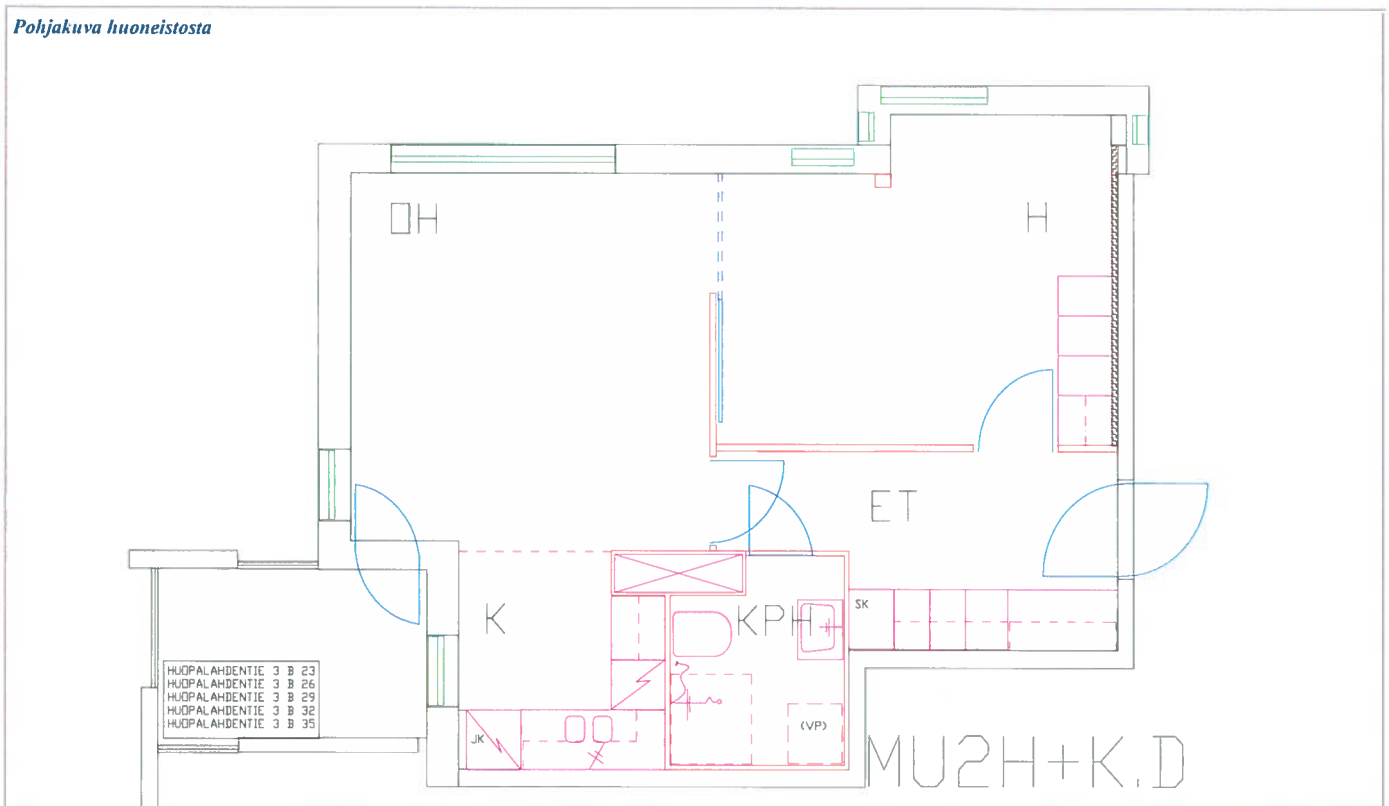 Pohjakuva huoneistosta
OH
H
ET
K
KPH
SK
HUOPALAHDENTIE 3 B 23
HUOPALAHDENTIE 3 B 26
HUOPALAHDENTIE 3 B 29
HUOPALAHDENTIE 3 B 32
HUOPALAHDENTIE 3 B 35
JK
(VP)
MU2H+K.D